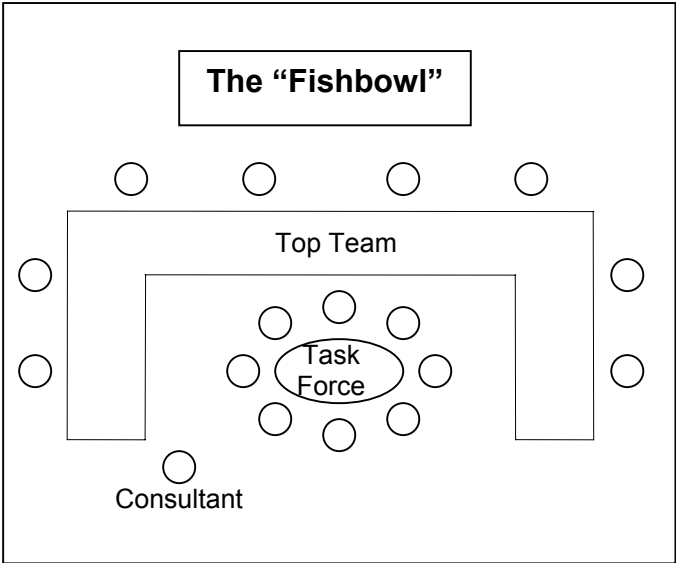 The “Fishbowl”
Top Team
Task
Force
Consultant